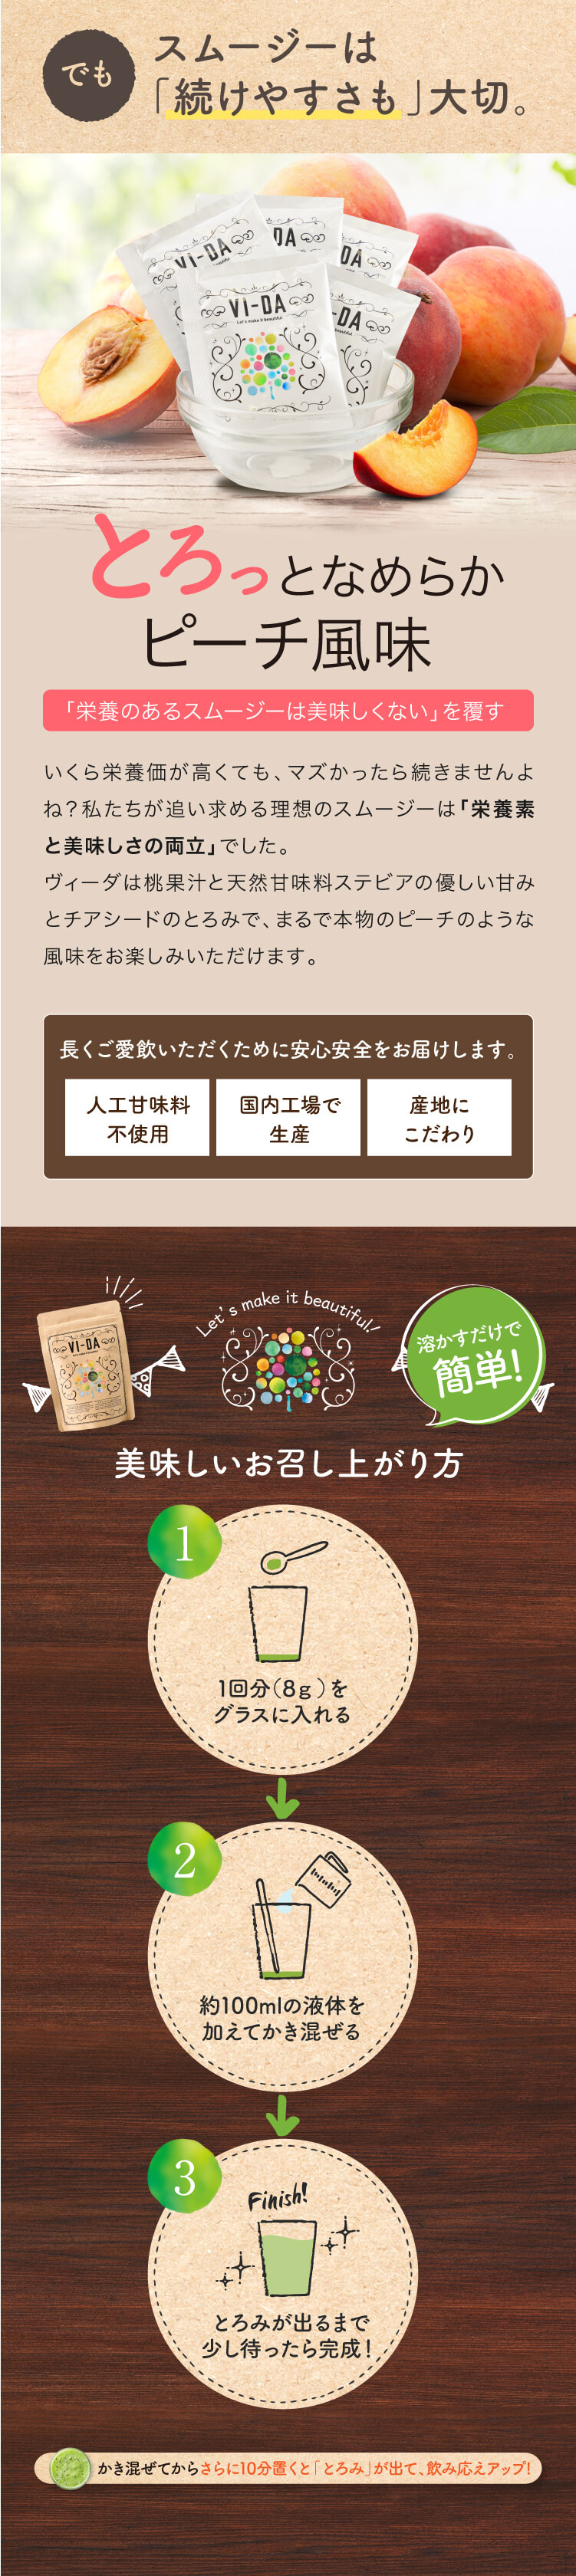 でも
スムージーは
「続けやすさも」大切。
VI-DA
DA
DA
VI-DA
Let's make it beautiful
-DA
とろっとなめらか
ピーチ風味
「栄養のあるスムージーは美味しくない」を覆す
いくら栄養価が高くても、マズかったら続きませんよ
ね？私たちが追い求める理想のスムージーは「栄養素
と美味しさの両立」でした。
ヴィーダは桃果汁と天然甘味料ステビアの優しい甘み
とチアシードのとろみで、まるで本物のピーチのような
風味をお楽しみいただけます。
長くご愛飲いただくために安心安全をお届けします。
人工甘味料
不使用
国内工場で
生産
産地に
こだわり
VI-DA
Let's make it beautiful!
溶かすだけで
簡単!
美味しいお召し上がり方
1
1回分（8g）を
グラスに入れる
2
約100mlの液体を
加えてかき混ぜる
3
Finish!
とろみが出るまで
少し待ったら完成！
かき混ぜてからさらに10分置くと「とろみ」が出て、飲み応えアップ！